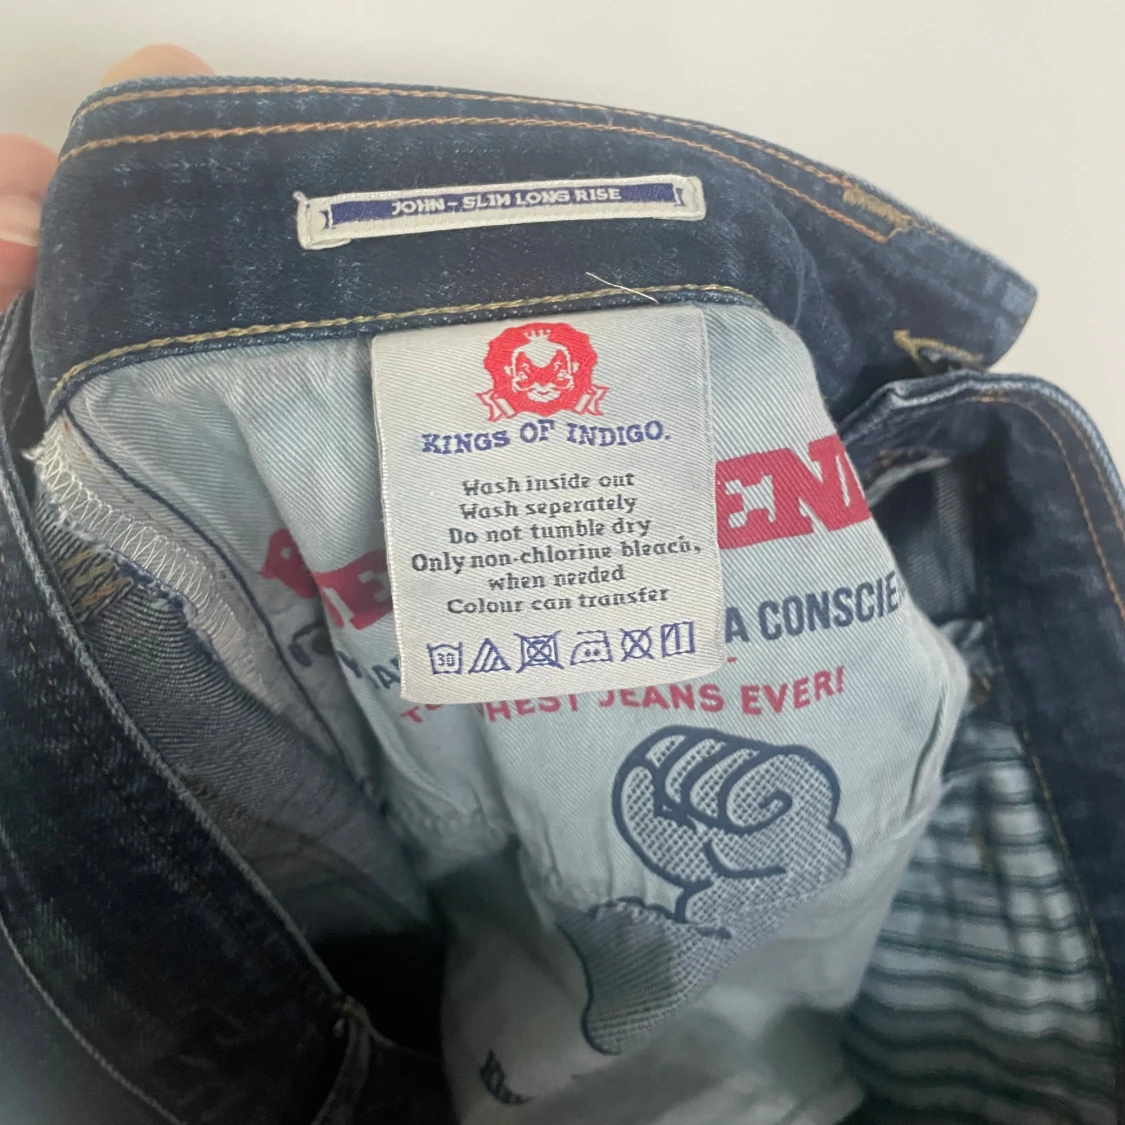 JOHN - SLIM LONG RISE
KINGS OF INDIGO.
Wash inside out
Wash seperately
Do not tumble dry
Only non-chlorine bleach,
when needed
Colour can transfer
30
A CONSCIE
JEANS EVER!